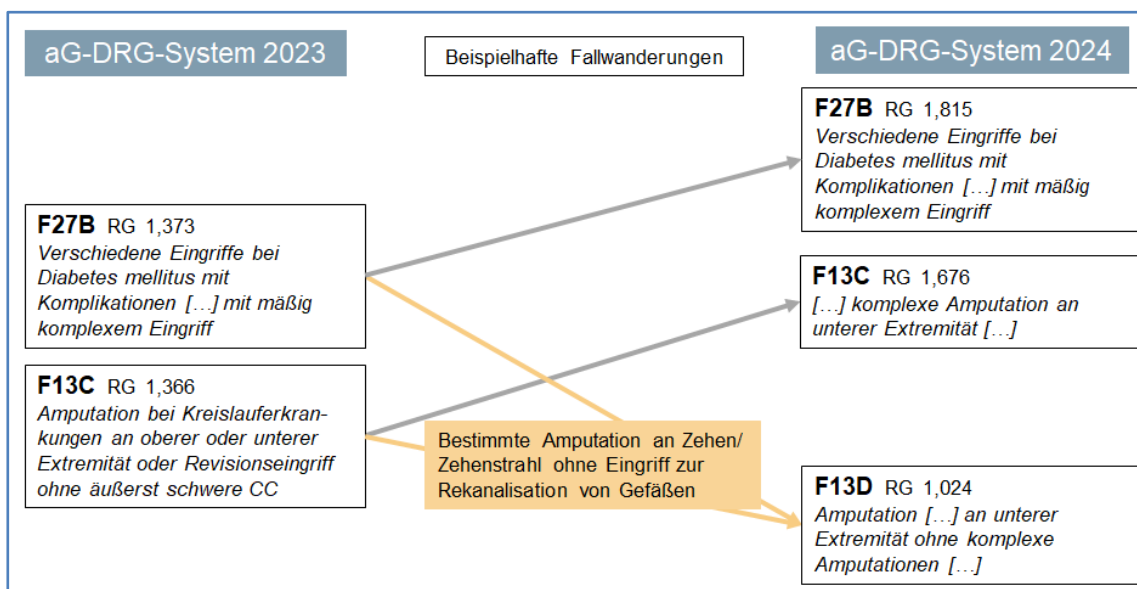 aG-DRG-System 2023
Beispielhafte Fallwanderungen
aG-DRG-System 2024
F27B RG 1,373
Verschiedene Eingriffe bei
Diabetes mellitus mit
Komplikationen […] mit mäßig
komplexem Eingriff
F13C RG 1,366
Amputation bei Kreislauferkran-
kungen an oberer oder unterer
Extremität oder Revisionseingriff
ohne äußerst schwere CC
Bestimmte Amputation an Zehen/
Zehenstrahl ohne Eingriff zur
Rekanalisation von Gefäßen
F27B RG 1,815
Verschiedene Eingriffe bei
Diabetes mellitus mit
Komplikationen […] mit mäßig
komplexem Eingriff
F13C RG 1,676
[…] komplexe Amputation an
unterer Extremität […]
F13D RG 1,024
Amputation […] an unterer
Extremität ohne komplexe
Amputationen […]